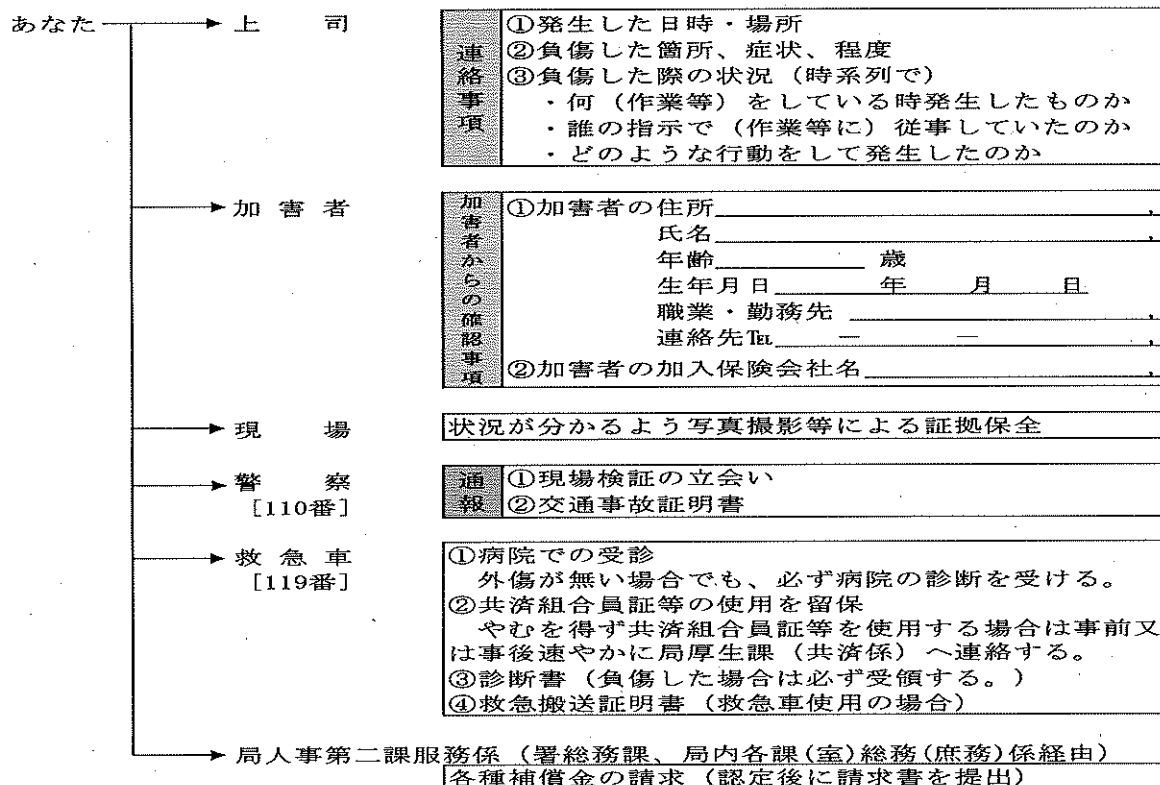 あなた
上　司
連絡事項
①発生した日時・場所
②負傷した箇所、症状、程度
③負傷した際の状況（時系列で）
・何（作業等）をしている時発生したものか
・誰の指示で（作業等に）従事していたのか
・どのような行動をして発生したのか
加害者
加害者からの確認事項
①加害者の住所
氏名
年齢　歳
生年月日　年　月　日
職業・勤務先
連絡先℡　－　－
②加害者の加入保険会社名
現　場
状況が分かるよう写真撮影等による証拠保全
警　察
［110番］
通報
①現場検証の立会い
②交通事故証明書
救急車
［119番］
①病院での受診
外傷が無い場合でも、必ず病院の診断を受ける。
②共済組合員証等の使用を留保
やむを得ず共済組合員証等を使用する場合は事前又
は事後速やかに局厚生課（共済係）へ連絡する。
③診断書（負傷した場合は必ず受領する。）
④救急搬送証明書（救急車使用の場合）
局人事第二課服務係（署総務課、局内各課(室)総務(庶務)係経由）
各種補償金の請求（認定後に請求書を提出）